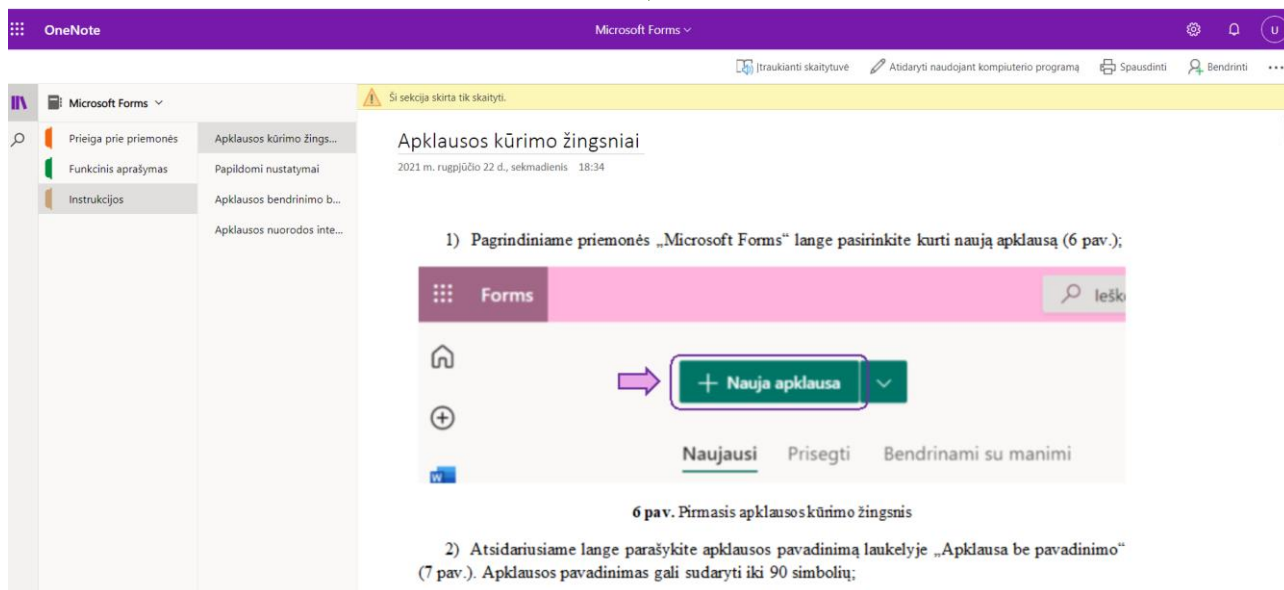 OneNote
Microsoft Forms
U
Įtraukianti skaitytuvė
Atidaryti naudojant kompiuterio programą
Spausdinti
Bendrinti
Microsoft Forms
Ši sekcija skirta tik skaityti.
Prieiga prie priemonės
Funkcinis aprašymas
Instrukcijos
Apklausos kūrimo žings...
Papildomi nustatymai
Apklausos bendrinimo b...
Apklausos nuorodos inte...
Apklausos kūrimo žingsniai
2021 m. rugpjūčio 22 d., sekmadienis 18:34
1) Pagrindiniame priemonės „Microsoft Forms“ lange pasirinkite kurti naują apklausą (6 pav.);
Forms
Ieško
+ Nauja apklausa
Naujausi Prisegti Bendrinami su manimi
W
6 pav. Pirmasis apklausos kūrimo žingsnis
2) Atsidariusiame lange parašykite apklausos pavadinimą laukelyje „Apklausa be pavadinimo“
(7 pav.). Apklausos pavadinimas gali sudaryti iki 90 simbolių;